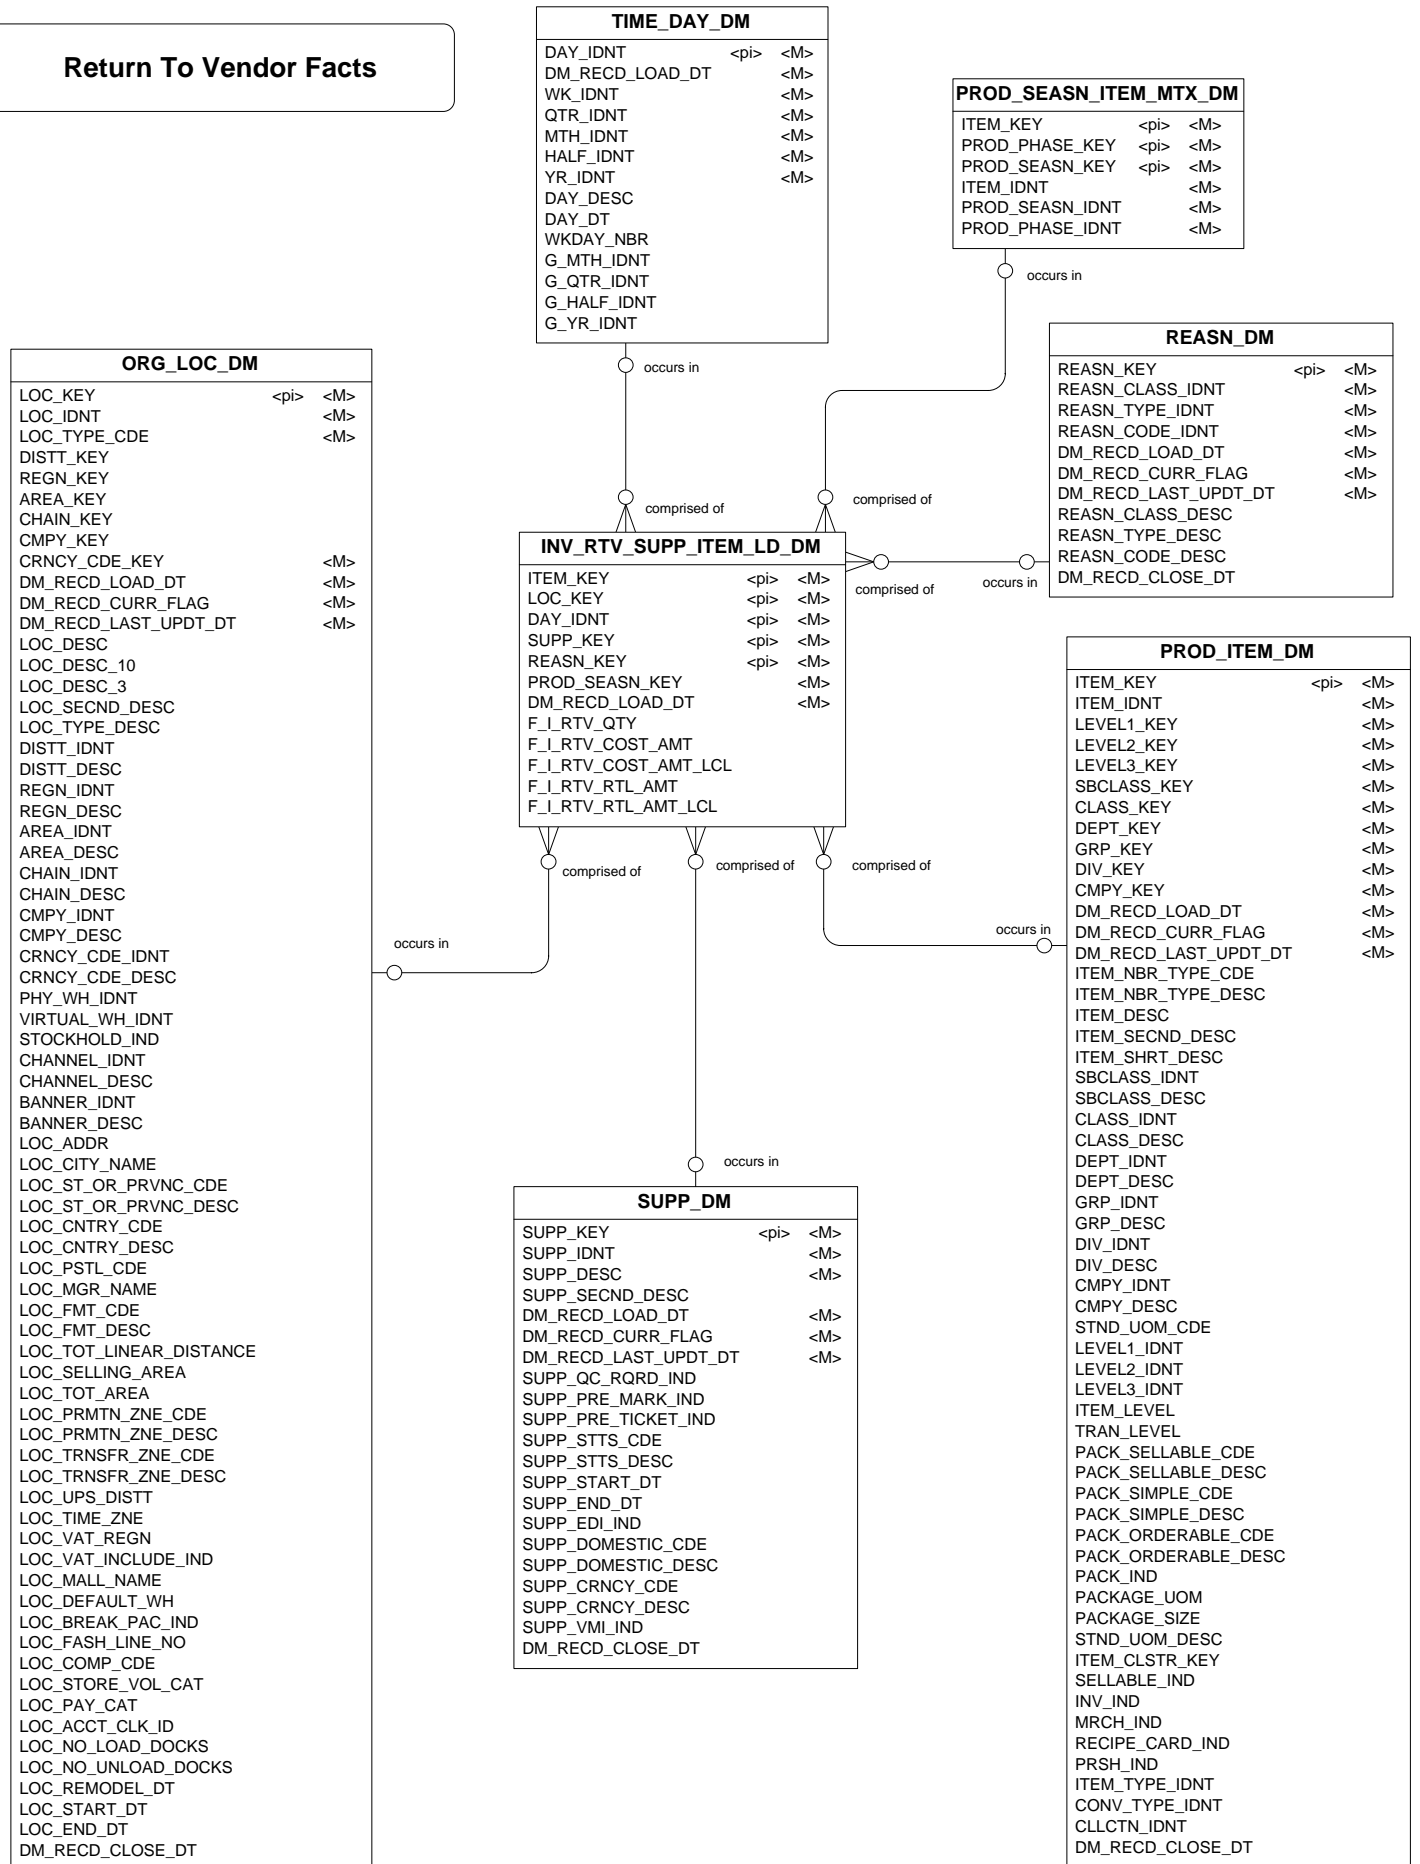 Return To Vendor Facts
TIME_DAY_DM
DAY_IDNT <pi> <M>
DM_RECD_LOAD_DT <M>
WK_IDNT <M>
QTR_IDNT <M>
MTH_IDNT <M>
HALF_IDNT <M>
YR_IDNT <M>
DAY_DESC
DAY_DT
WKDAY_NBR
G_MTH_IDNT
G_QTR_IDNT
G_HALF_IDNT
G_YR_IDNT
occurs in
comprised of
PROD_SEASN_ITEM_MTX_DM
ITEM_KEY <pi> <M>
PROD_PHASE_KEY <pi> <M>
PROD_SEASN_KEY <pi> <M>
ITEM_IDNT <M>
PROD_SEASN_IDNT <M>
PROD_PHASE_IDNT <M>
occurs in
comprised of
REASN_DM
REASN_KEY <pi> <M>
REASN_CLASS_IDNT <M>
REASN_TYPE_IDNT <M>
REASN_CODE_IDNT <M>
DM_RECD_LOAD_DT <M>
DM_RECD_CURR_FLAG <M>
DM_RECD_LAST_UPDT_DT <M>
REASN_CLASS_DESC
REASN_TYPE_DESC
REASN_CODE_DESC
DM_RECD_CLOSE_DT
occurs in
comprised of
ORG_LOC_DM
LOC_KEY <pi> <M>
LOC_IDNT <M>
LOC_TYPE_CDE <M>
DISTT_KEY
REGN_KEY
AREA_KEY
CHAIN_KEY
CMPY_KEY
CRNCY_CDE_KEY <M>
DM_RECD_LOAD_DT <M>
DM_RECD_CURR_FLAG <M>
DM_RECD_LAST_UPDT_DT <M>
LOC_DESC
LOC_DESC_10
LOC_DESC_3
LOC_SECND_DESC
LOC_TYPE_DESC
DISTT_IDNT
DISTT_DESC
REGN_IDNT
REGN_DESC
AREA_IDNT
AREA_DESC
CHAIN_IDNT
CHAIN_DESC
CMPY_IDNT
CMPY_DESC
CRNCY_CDE_IDNT
CRNCY_CDE_DESC
PHY_WH_IDNT
VIRTUAL_WH_IDNT
STOCKHOLD_IND
CHANNEL_IDNT
CHANNEL_DESC
BANNER_IDNT
BANNER_DESC
LOC_ADDR
LOC_CITY_NAME
LOC_ST_OR_PRVNC_CDE
LOC_ST_OR_PRVNC_DESC
LOC_CNTRY_CDE
LOC_CNTRY_DESC
LOC_PSTL_CDE
LOC_MGR_NAME
LOC_FMT_CDE
LOC_FMT_DESC
LOC_TOT_LINEAR_DISTANCE
LOC_SELLING_AREA
LOC_TOT_AREA
LOC_PRMTN_ZNE_CDE
LOC_PRMTN_ZNE_DESC
LOC_TRNSFR_ZNE_CDE
LOC_TRNSFR_ZNE_DESC
LOC_UPS_DISTT
LOC_TIME_ZNE
LOC_VAT_REGN
LOC_VAT_INCLUDE_IND
LOC_MALL_NAME
LOC_DEFAULT_WH
LOC_BREAK_PAC_IND
LOC_FASH_LINE_NO
LOC_COMP_CDE
LOC_STORE_VOL_CAT
LOC_PAY_CAT
LOC_ACCT_CLK_ID
LOC_NO_LOAD_DOCKS
LOC_NO_UNLOAD_DOCKS
LOC_REMODEL_DT
LOC_START_DT
LOC_END_DT
DM_RECD_CLOSE_DT
occurs in
comprised of
INV_RTV_SUPP_ITEM_LD_DM
ITEM_KEY <pi> <M>
LOC_KEY <pi> <M>
DAY_IDNT <pi> <M>
SUPP_KEY <pi> <M>
REASN_KEY <pi> <M>
PROD_SEASN_KEY <M>
DM_RECD_LOAD_DT <M>
F_I_RTV_QTY
F_I_RTV_COST_AMT
F_I_RTV_COST_AMT_LCL
F_I_RTV_RTL_AMT
F_I_RTV_RTL_AMT_LCL
comprised of
occurs in
SUPP_DM
SUPP_KEY <pi> <M>
SUPP_IDNT <M>
SUPP_DESC <M>
SUPP_SECND_DESC
DM_RECD_LOAD_DT <M>
DM_RECD_CURR_FLAG <M>
DM_RECD_LAST_UPDT_DT <M>
SUPP_QC_RQRD_IND
SUPP_PRE_MARK_IND
SUPP_PRE_TICKET_IND
SUPP_STTS_CDE
SUPP_STTS_DESC
SUPP_START_DT
SUPP_END_DT
SUPP_EDI_IND
SUPP_DOMESTIC_CDE
SUPP_DOMESTIC_DESC
SUPP_CRNCY_CDE
SUPP_CRNCY_DESC
SUPP_VMI_IND
DM_RECD_CLOSE_DT
comprised of
occurs in
PROD_ITEM_DM
ITEM_KEY <pi> <M>
ITEM_IDNT <M>
LEVEL1_KEY <M>
LEVEL2_KEY <M>
LEVEL3_KEY <M>
SBCLASS_KEY <M>
CLASS_KEY <M>
DEPT_KEY <M>
GRP_KEY <M>
DIV_KEY <M>
CMPY_KEY <M>
DM_RECD_LOAD_DT <M>
DM_RECD_CURR_FLAG <M>
DM_RECD_LAST_UPDT_DT <M>
ITEM_NBR_TYPE_CDE
ITEM_NBR_TYPE_DESC
ITEM_DESC
ITEM_SECND_DESC
ITEM_SHRT_DESC
SBCLASS_IDNT
SBCLASS_DESC
CLASS_IDNT
CLASS_DESC
DEPT_IDNT
DEPT_DESC
GRP_IDNT
GRP_DESC
DIV_IDNT
DIV_DESC
CMPY_IDNT
CMPY_DESC
STND_UOM_CDE
LEVEL1_IDNT
LEVEL2_IDNT
LEVEL3_IDNT
ITEM_LEVEL
TRAN_LEVEL
PACK_SELLABLE_CDE
PACK_SELLABLE_DESC
PACK_SIMPLE_CDE
PACK_SIMPLE_DESC
PACK_ORDERABLE_CDE
PACK_ORDERABLE_DESC
PACK_IND
PACKAGE_UOM
PACKAGE_SIZE
STND_UOM_DESC
ITEM_CLSTR_KEY
SELLABLE_IND
INV_IND
MRCH_IND
RECIPE_CARD_IND
PRSH_IND
ITEM_TYPE_IDNT
CONV_TYPE_IDNT
CLLCTN_IDNT
DM_RECD_CLOSE_DT